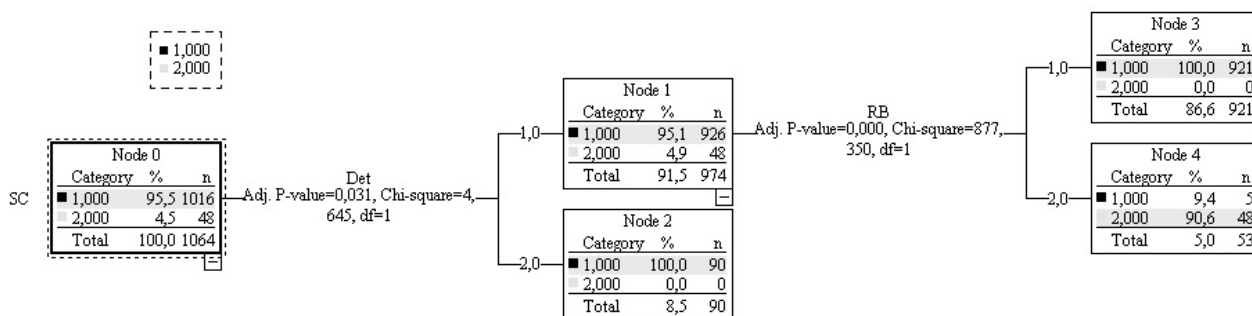 1,000
2,000
SC
Node 0
Category % n
1,000 95,5 1016
2,000 4,5 48
Total 100,0 1064
Det
Adj. P-value=0,031, Chi-square=4,
645, df=1
1,0
2,0
Node 1
Category % n
1,000 95,1 926
2,000 4,9 48
Total 91,5 974
Node 2
Category % n
1,000 100,0 90
2,000 0,0 0
Total 8,5 90
RB
Adj. P-value=0,000, Chi-square=877,
350, df=1
1,0
2,0
Node 3
Category % n
1,000 100,0 921
2,000 0,0 0
Total 86,6 921
Node 4
Category % n
1,000 9,4 5
2,000 90,6 48
Total 5,0 53